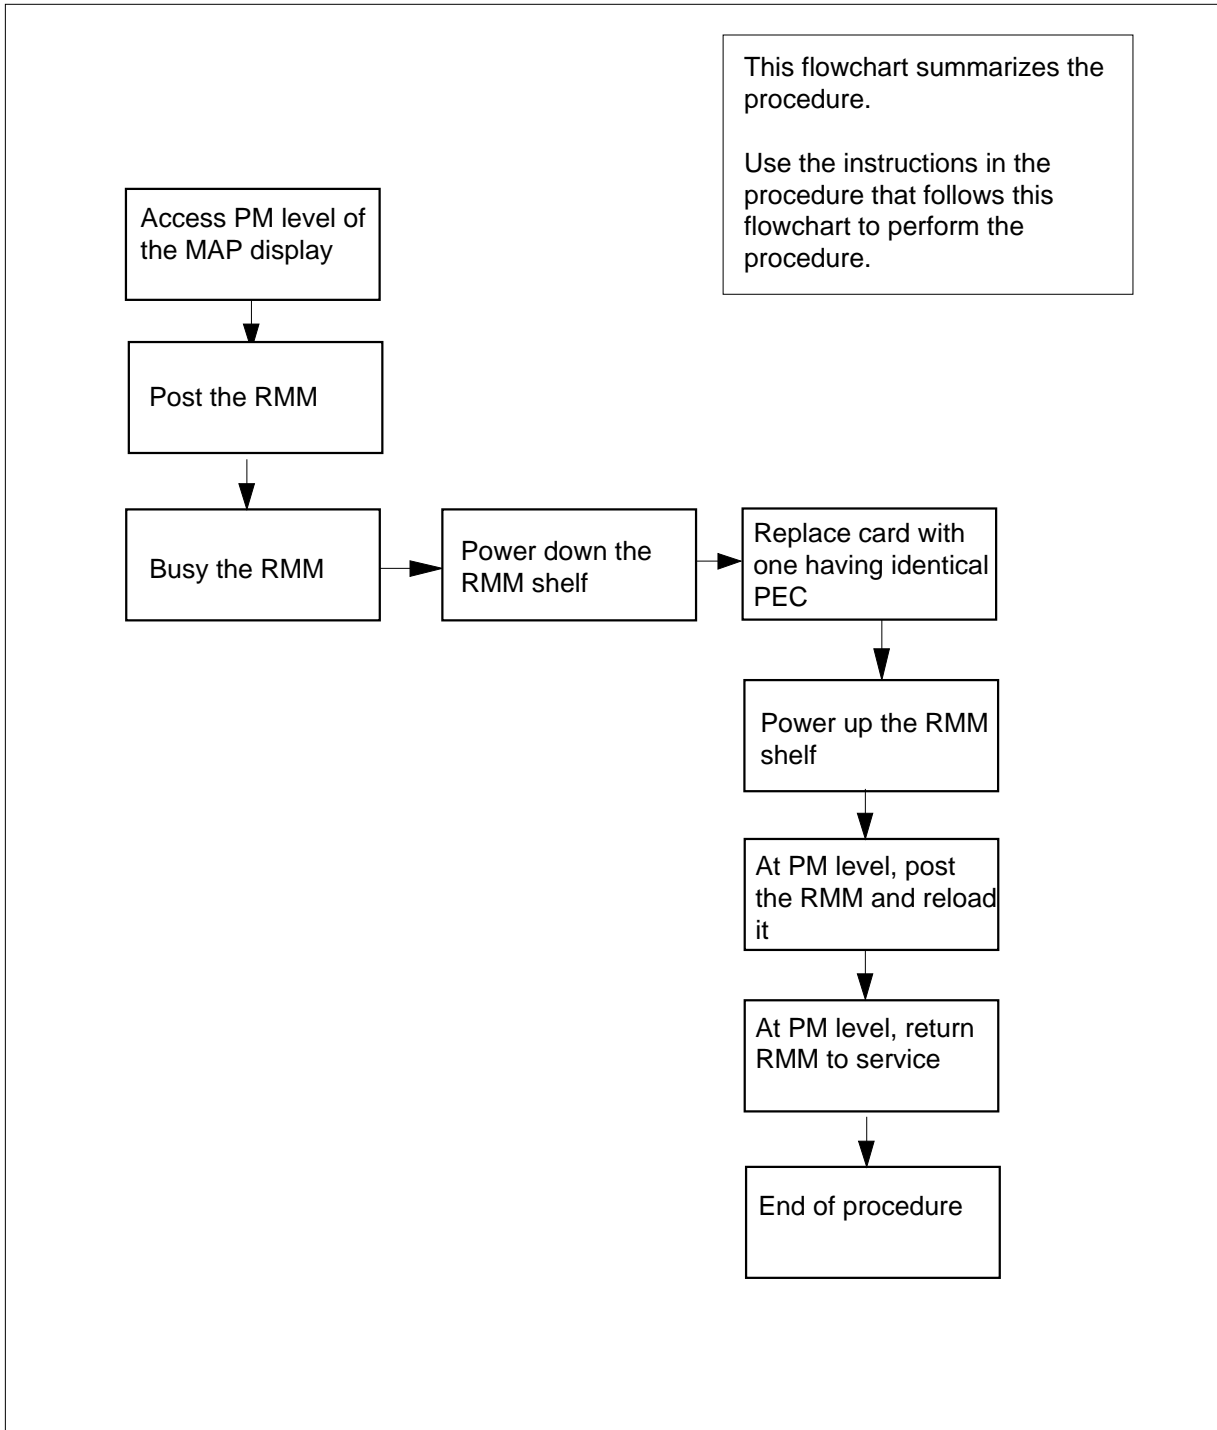 This flowchart summarizes the
procedure.
Use the instructions in the
procedure that follows this
flowchart to perform the
procedure.
Access PM level of
the MAP display
Post the RMM
Busy the RMM
Power down the
RMM shelf
Replace card with
one having identical
PEC
Power up the RMM
shelf
At PM level, post
the RMM and reload
it
At PM level, return
RMM to service
End of procedure